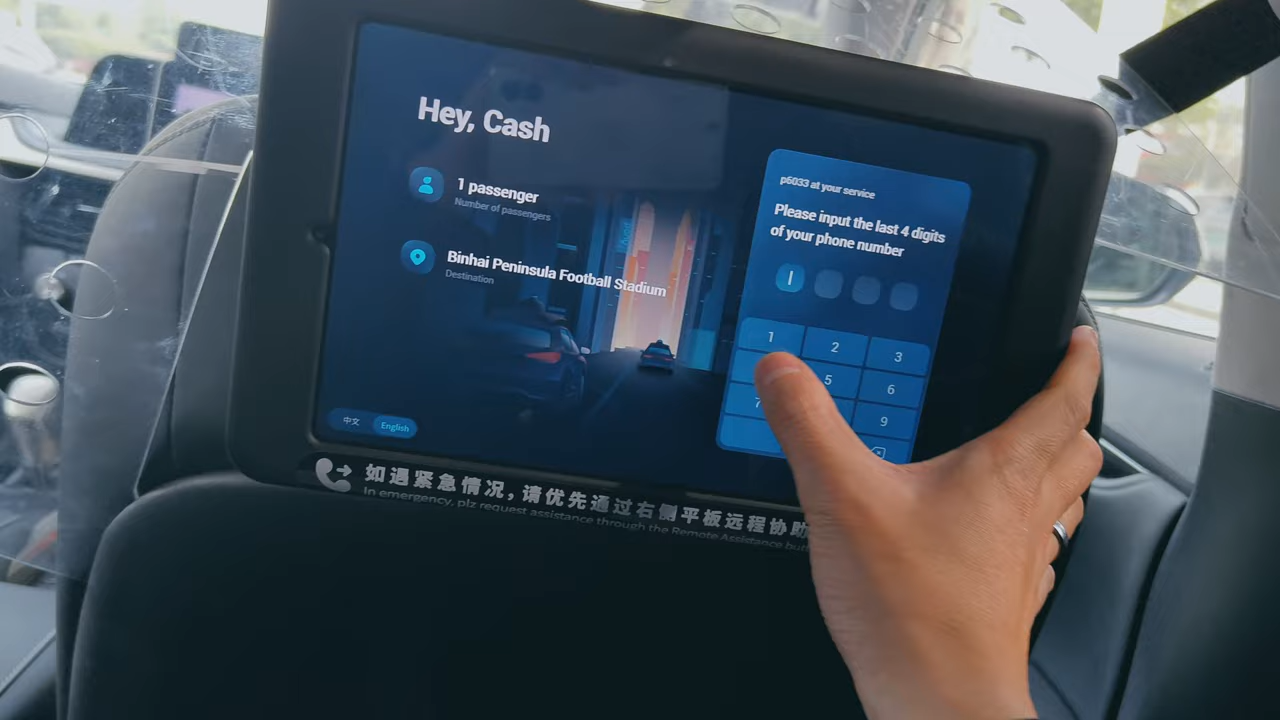 Hey, Cash
1 passenger
Number of passengers
Binhai Peninsula Football Stadium
Destination
中文
English
p6033 at your service
Please input the last 4 digits
of your phone number
1
2
3
5
6
7
9
如遇紧急情况，请优先通过右侧平板远程协助
In emergency, plz request assistance through the Remote Assistance